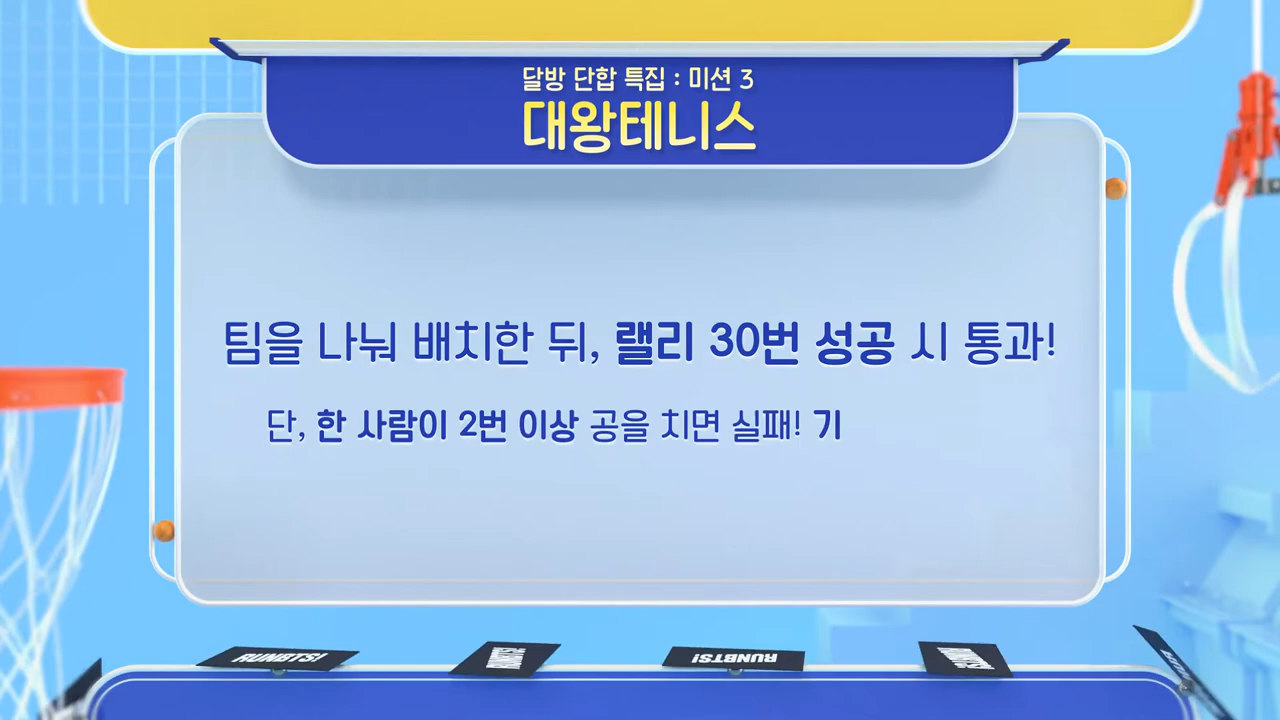 달방 단합 특집 : 미션 3
대왕테니스
팀을 나눠 배치한 뒤, 랠리 30번 성공 시 통과!
단, 한 사람이 2번 이상 공을 치면 실패! 기
RUNBTS!
RUNBTS!
RUNBTS!
RUNBTS!